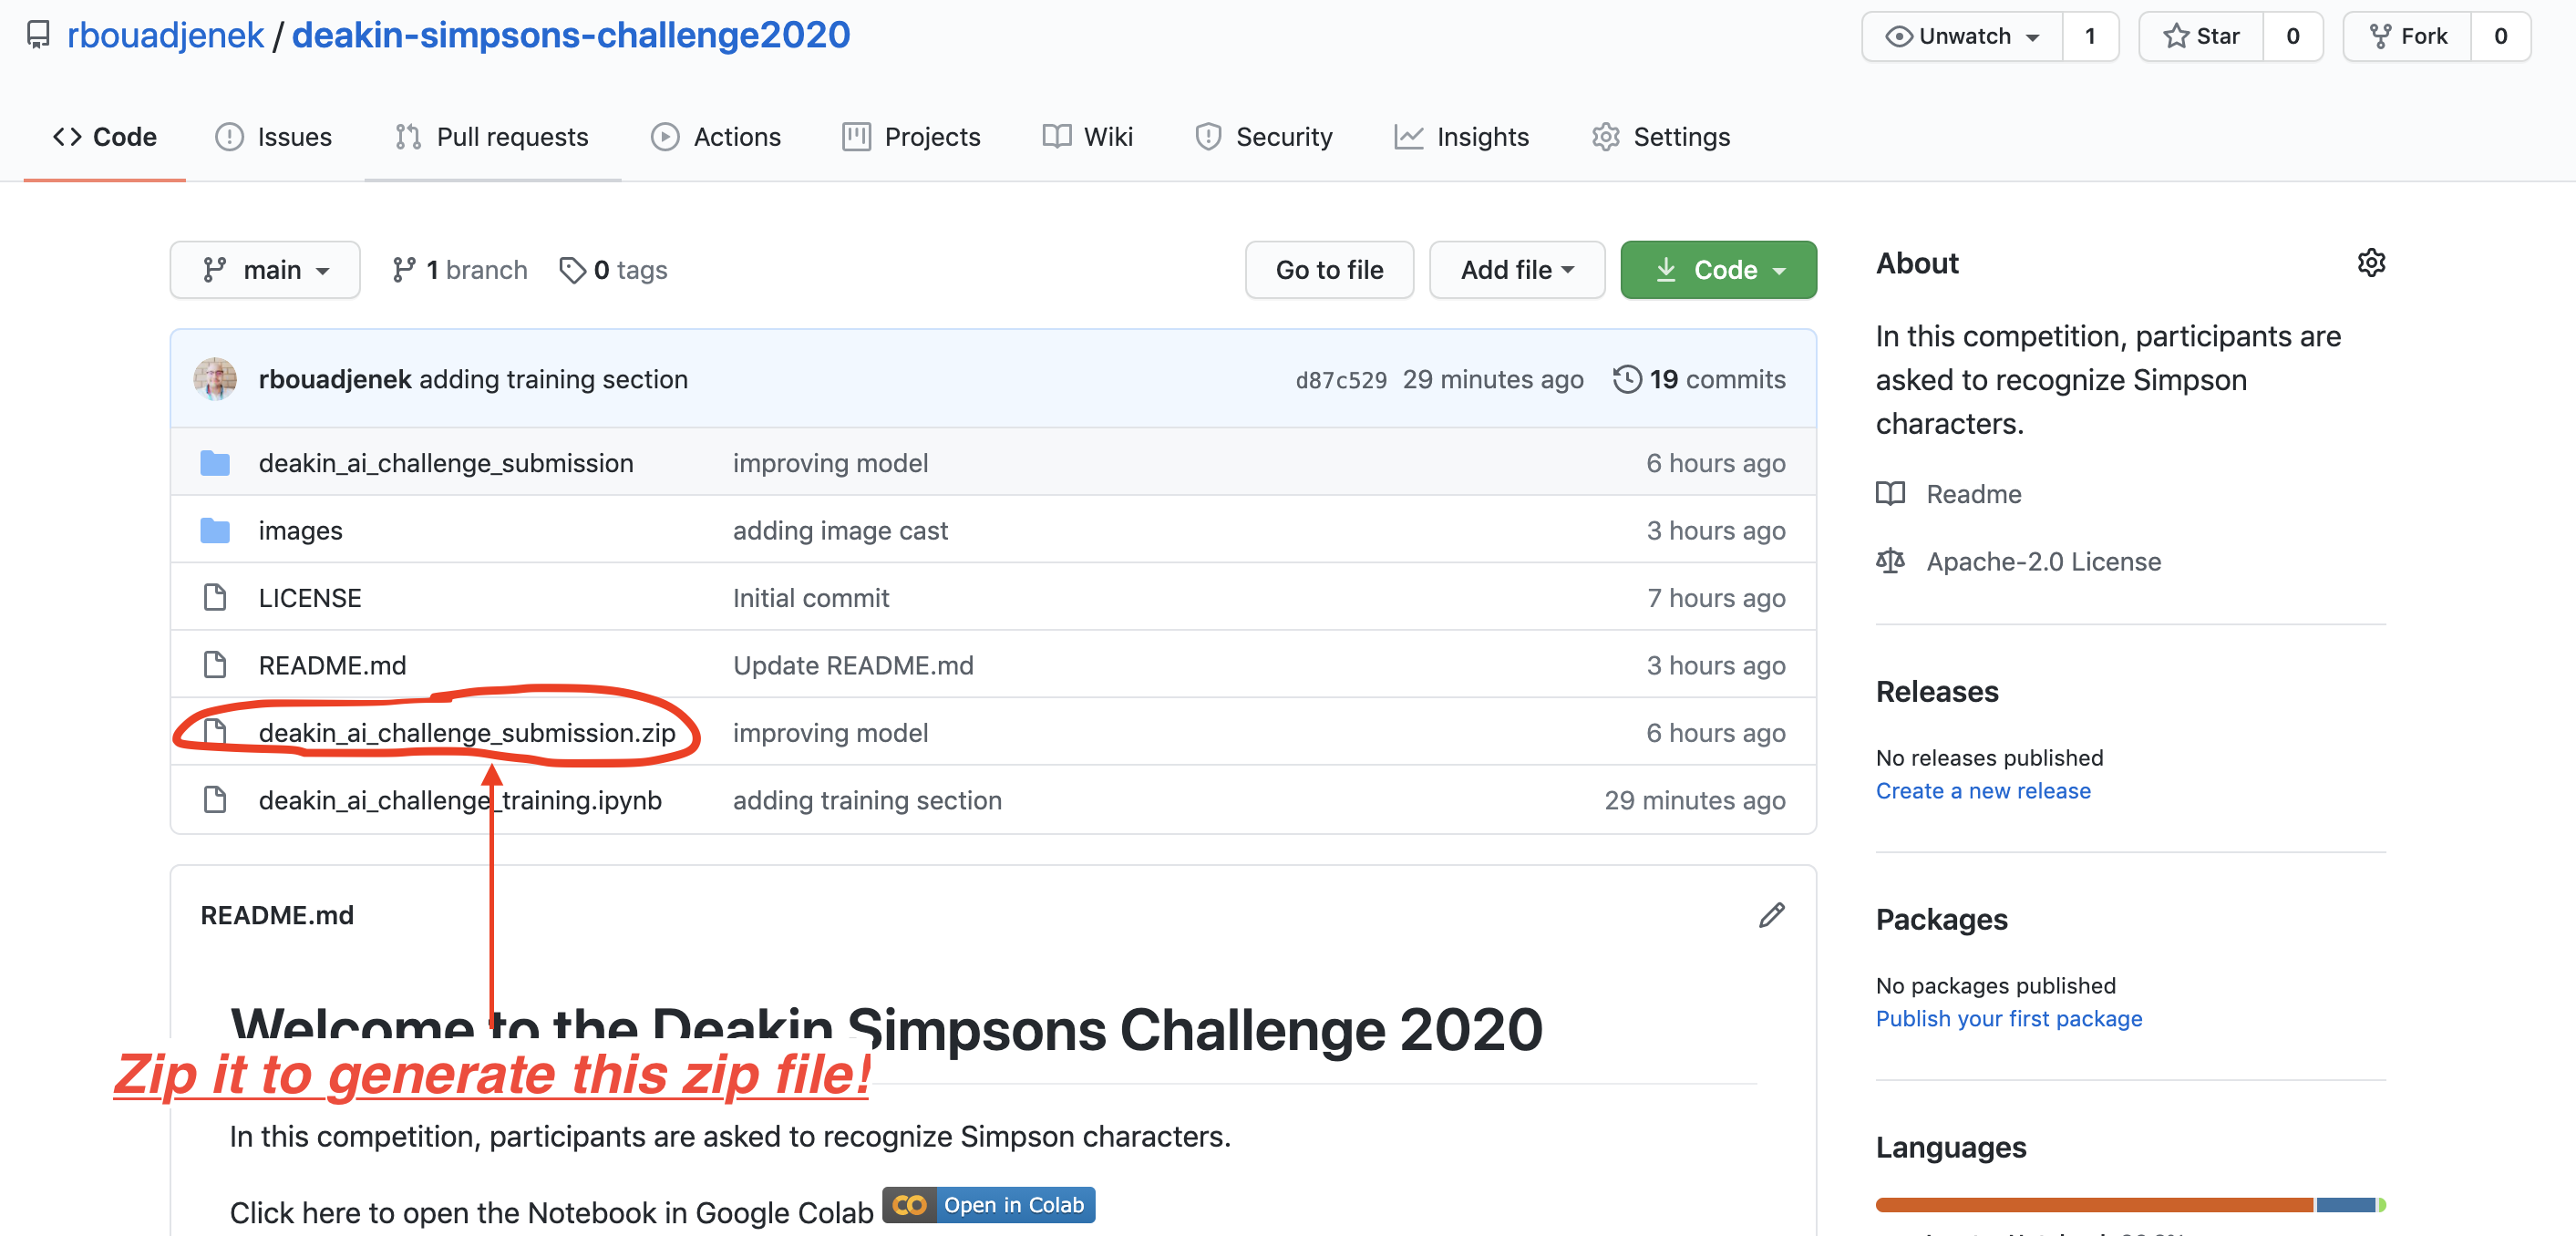 rbouadjenek / deakin-simpsons-challenge2020
Unwatch 1 Star 0 Fork 0
Code Issues Pull requests Actions Projects Wiki Security Insights Settings
main 1 branch 0 tags Go to file Add file Code
rbouadjenek adding training section d87c529 29 minutes ago 19 commits
deakin_ai_challenge_submission improving model 6 hours ago
images adding image cast 3 hours ago
LICENSE Initial commit 7 hours ago
README.md Update README.md 3 hours ago
deakin_ai_challenge_submission.zip improving model 6 hours ago
deakin_ai_challenge_training.ipynb adding training section 29 minutes ago
README.md
Welcome to the Deakin Simpsons Challenge 2020
Zip it to generate this zip file!
In this competition, participants are asked to recognize Simpson characters.
Click here to open the Notebook in Google Colab CO Open in Colab
About
In this competition, participants are
asked to recognize Simpson
characters.
Readme
Apache-2.0 License
Releases
No releases published
Create a new release
Packages
No packages published
Publish your first package
Languages